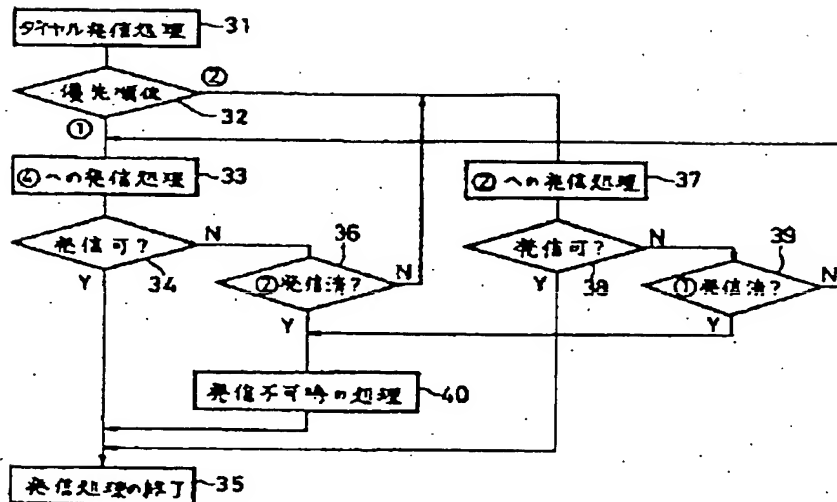 ダイヤル発信処理 31
優先順位 32
②
①
④への発信処理 33
②への発信処理 37
発信可? 34
N
Y
②発信済? 36
N
Y
発信可? 38
N
Y
①発信済? 39
N
Y
発信不可時の処理 40
発信処理の終了 35